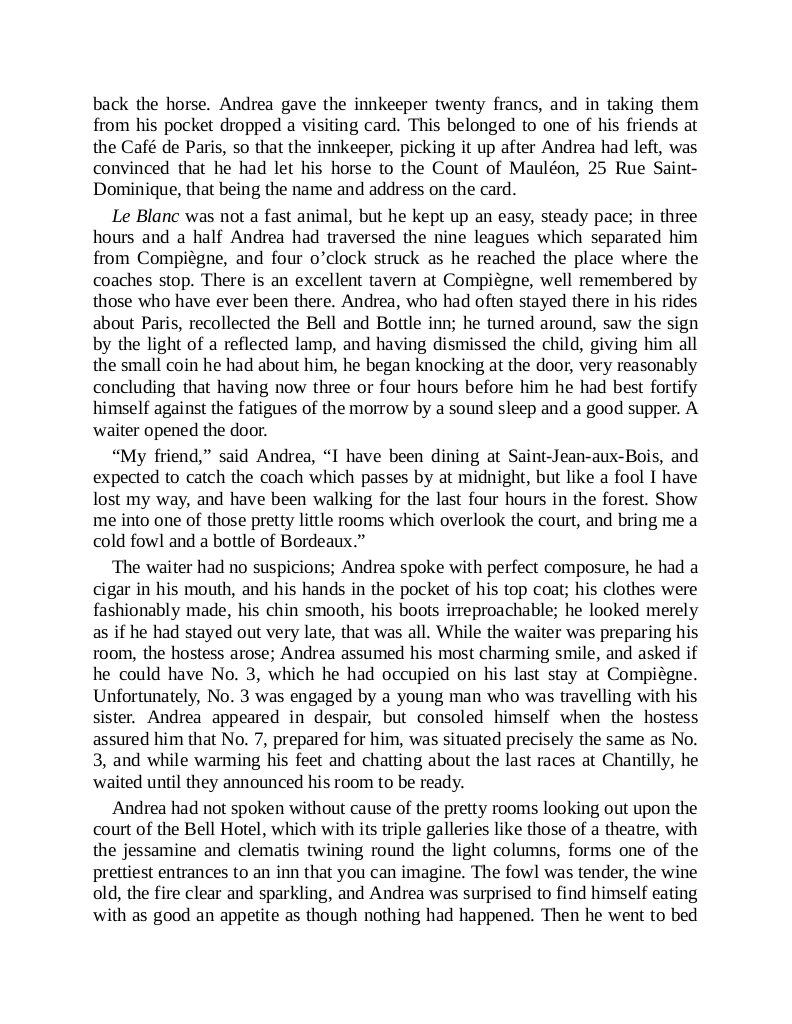 back the horse. Andrea gave the innkeeper twenty francs, and in taking them
from his pocket dropped a visiting card. This belonged to one of his friends at
the Café de Paris, so that the innkeeper, picking it up after Andrea had left, was
convinced that he had let his horse to the Count of Mauléon, 25 Rue Saint-
Dominique, that being the name and address on the card.
Le Blanc was not a fast animal, but he kept up an easy, steady pace; in three
hours and a half Andrea had traversed the nine leagues which separated him
from Compiègne, and four o’clock struck as he reached the place where the
coaches stop. There is an excellent tavern at Compiègne, well remembered by
those who have ever been there. Andrea, who had often stayed there in his rides
about Paris, recollected the Bell and Bottle inn; he turned around, saw the sign
by the light of a reflected lamp, and having dismissed the child, giving him all
the small coin he had about him, he began knocking at the door, very reasonably
concluding that having now three or four hours before him he had best fortify
himself against the fatigues of the morrow by a sound sleep and a good supper. A
waiter opened the door.
“My friend,” said Andrea, “I have been dining at Saint-Jean-aux-Bois, and
expected to catch the coach which passes by at midnight, but like a fool I have
lost my way, and have been walking for the last four hours in the forest. Show
me into one of those pretty little rooms which overlook the court, and bring me a
cold fowl and a bottle of Bordeaux.”
The waiter had no suspicions; Andrea spoke with perfect composure, he had a
cigar in his mouth, and his hands in the pocket of his top coat; his clothes were
fashionably made, his chin smooth, his boots irreproachable; he looked merely
as if he had stayed out very late, that was all. While the waiter was preparing his
room, the hostess arose; Andrea assumed his most charming smile, and asked if
he could have No. 3, which he had occupied on his last stay at Compiègne.
Unfortunately, No. 3 was engaged by a young man who was travelling with his
sister. Andrea appeared in despair, but consoled himself when the hostess
assured him that No. 7, prepared for him, was situated precisely the same as No.
3, and while warming his feet and chatting about the last races at Chantilly, he
waited until they announced his room to be ready.
Andrea had not spoken without cause of the pretty rooms looking out upon the
court of the Bell Hotel, which with its triple galleries like those of a theatre, with
the jessamine and clematis twining round the light columns, forms one of the
prettiest entrances to an inn that you can imagine. The fowl was tender, the wine
old, the fire clear and sparkling, and Andrea was surprised to find himself eating
with as good an appetite as though nothing had happened. Then he went to bed